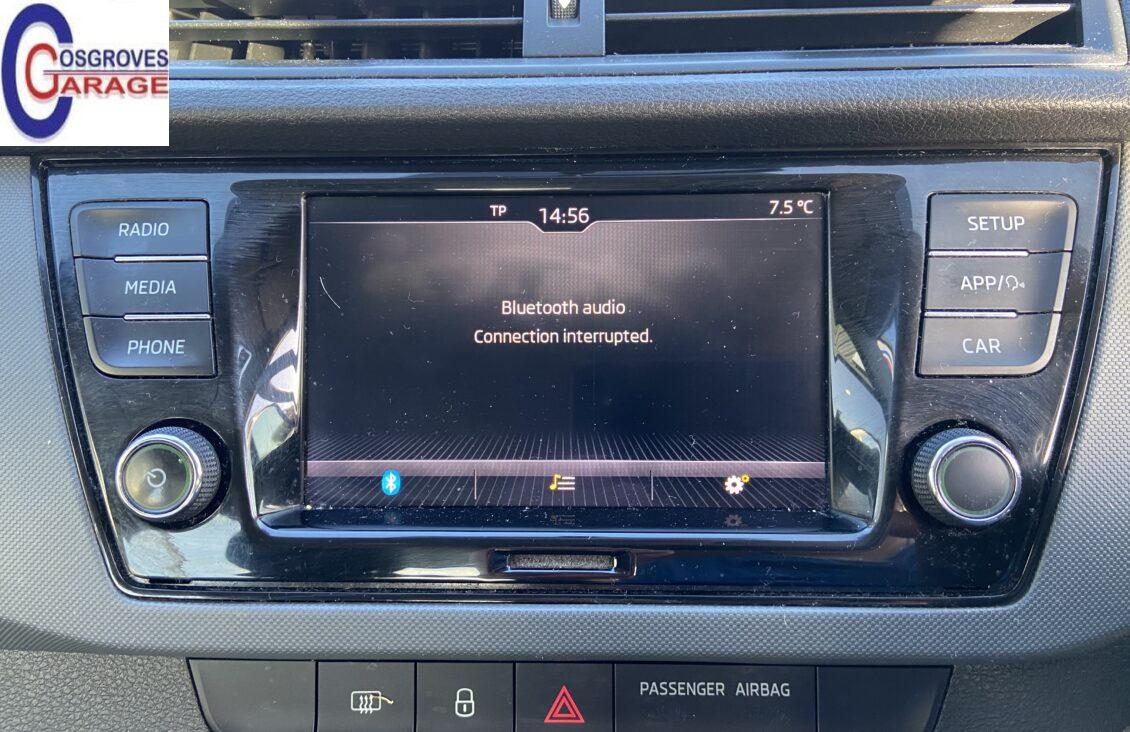 COSGROVES
GARAGE
TP
14:56
7.5 °C
RADIO
MEDIA
PHONE
Bluetooth audio
Connection interrupted.
SETUP
APP/
CAR
PASSENGER AIRBAG